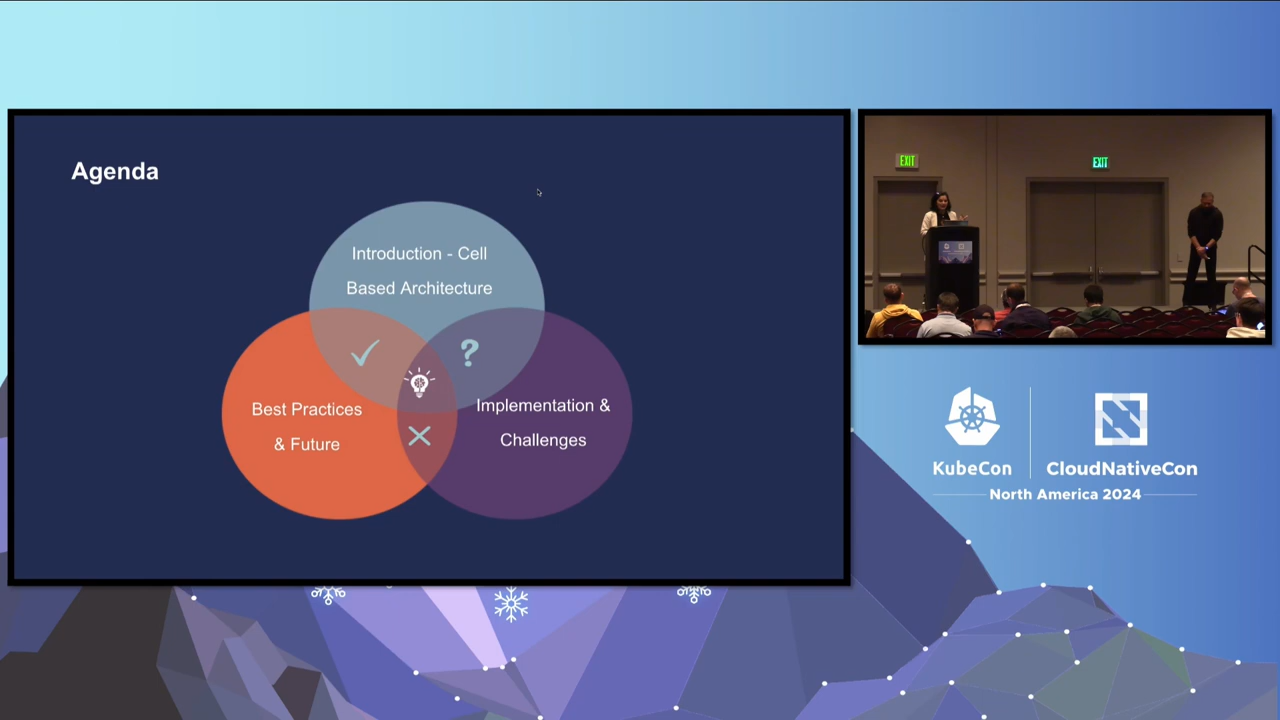 Agenda
Introduction - Cell
Based Architecture
?
Best Practices
& Future
Implementation &
Challenges
EXIT
EXIT
KubeCon
CloudNativeCon
North America 2024